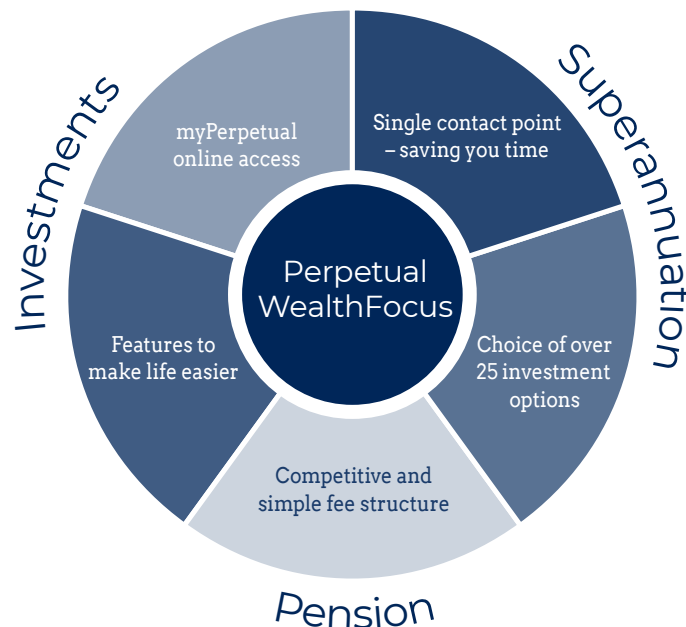 Investments
Superannuation
myPerpetual
online access
Single contact point
– saving you time
Perpetual
WealthFocus
Features to
make life easier
Choice of over
25 investment
options
Competitive and
simple fee structure
Pension